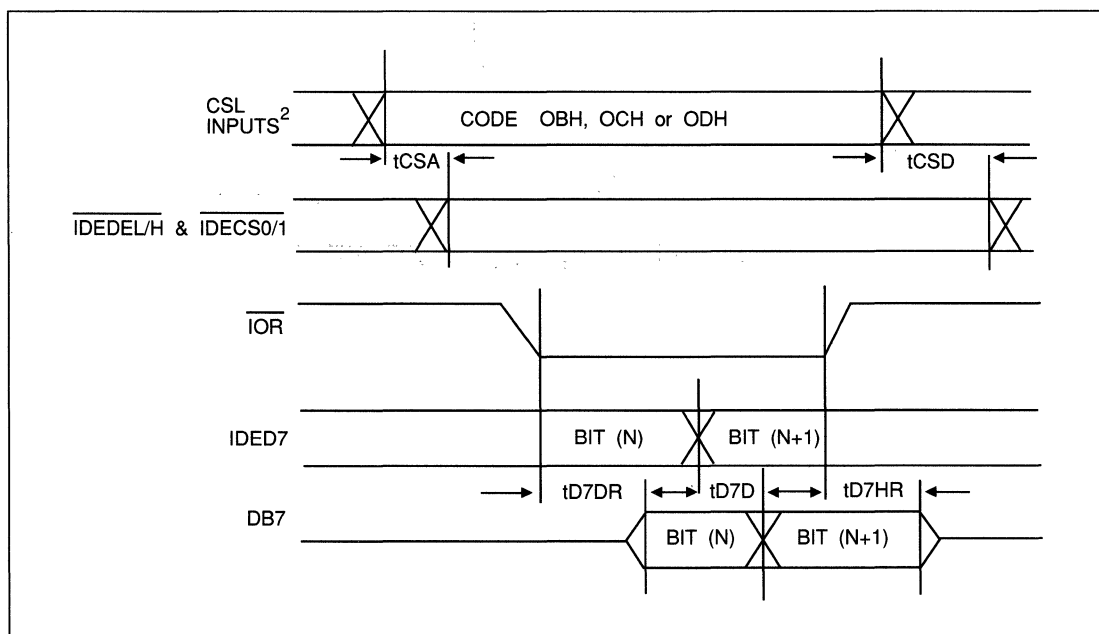 CSL
INPUTS2
CODE OBH, OCH or ODH
tCSA
tCSD
IDEDEL/H & IDECS0/1
IOR
IDED7
BIT (N)
BIT (N+1)
tD7DR
tD7D
tD7HR
DB7
BIT (N)
BIT (N+1)